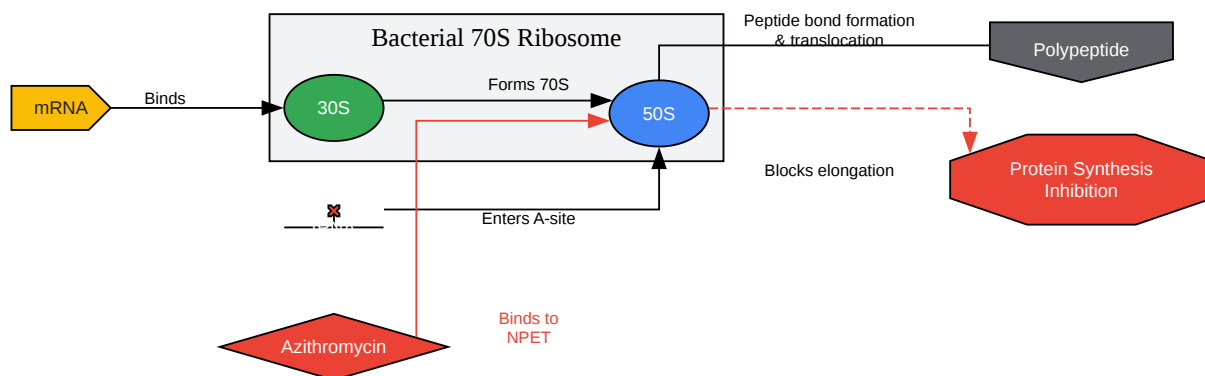 Peptide bond formation
& translocation
Bacterial 70S Ribosome
Polypeptide
Forms 70S
mRNA
Binds
30S
50S
Blocks elongation
Protein Synthesis
Inhibition
Enters A-site
Binds to
NPET
Azithromycin